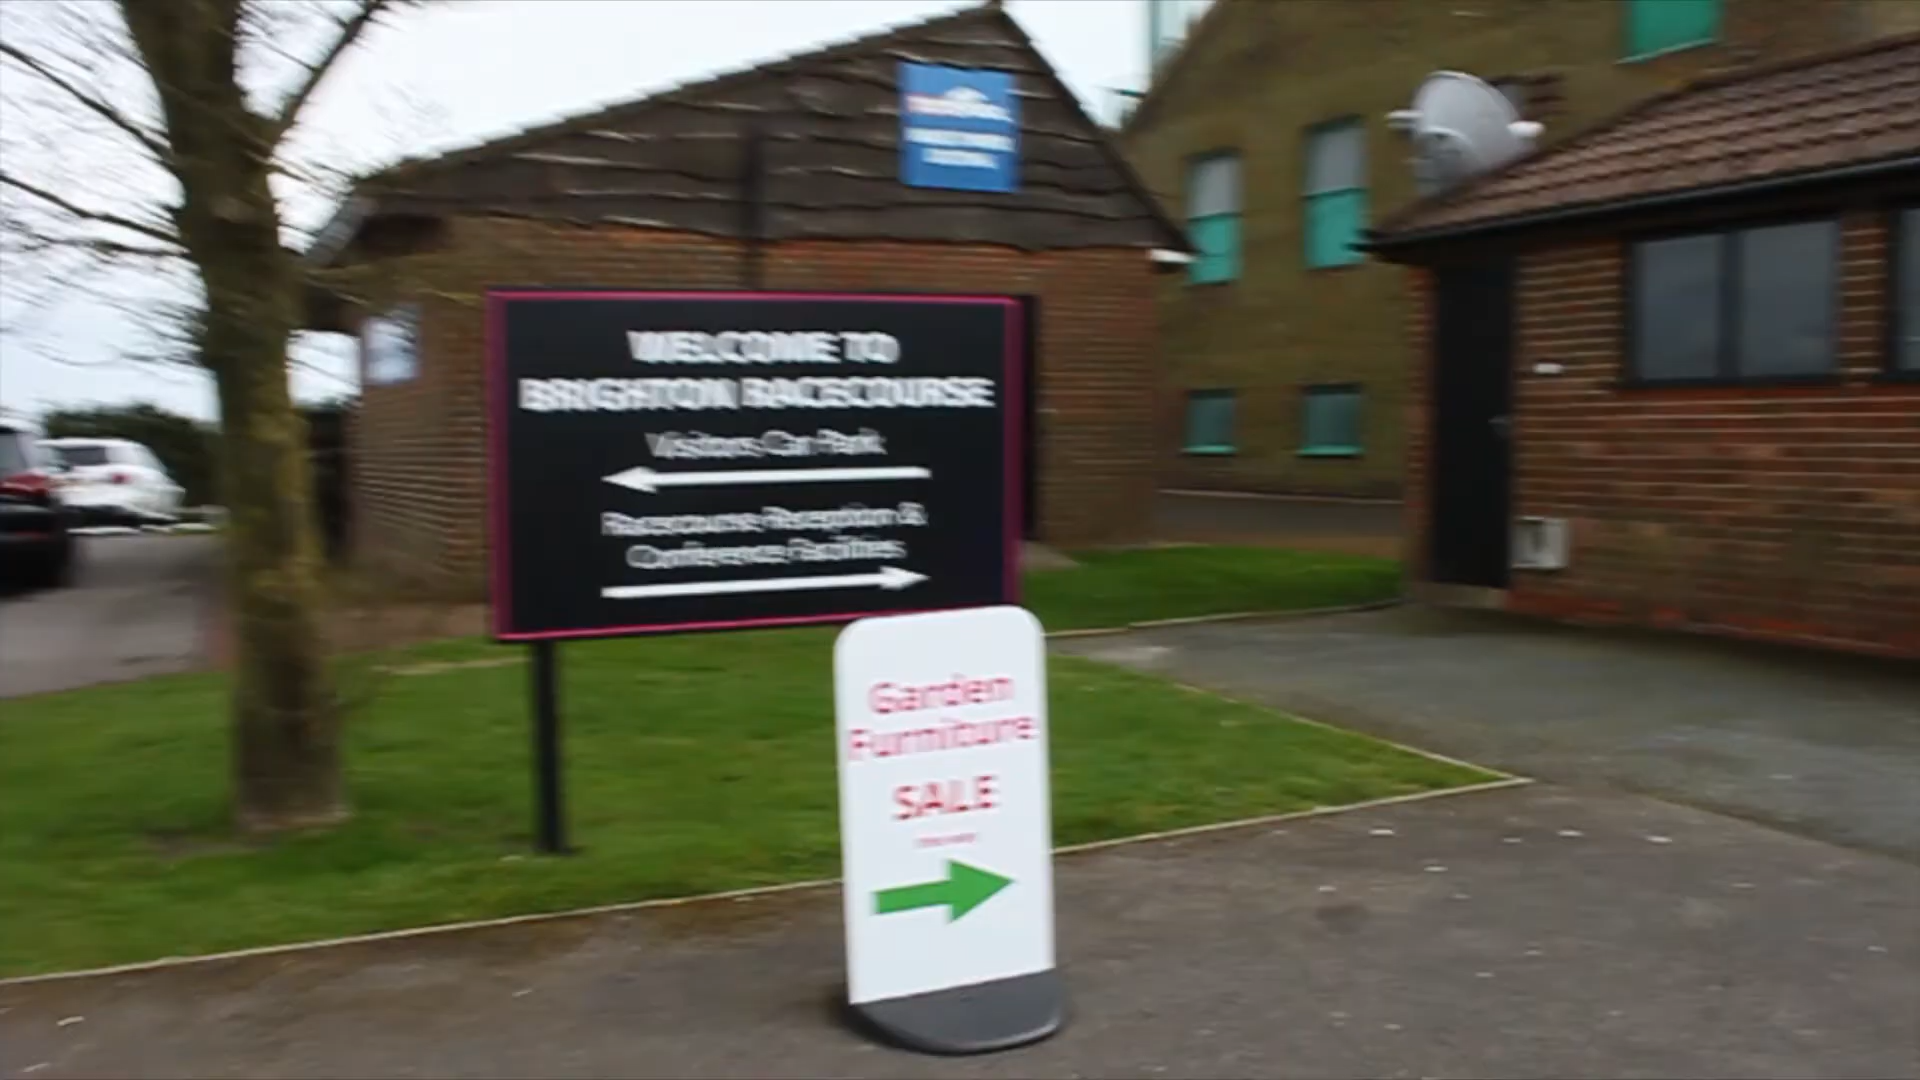 WELCOME TO
BRIGHTON RACECOURSE
Visitors Car Park
Racecourse Reception &
Conference Facilities
Garden
Furniture
SALE